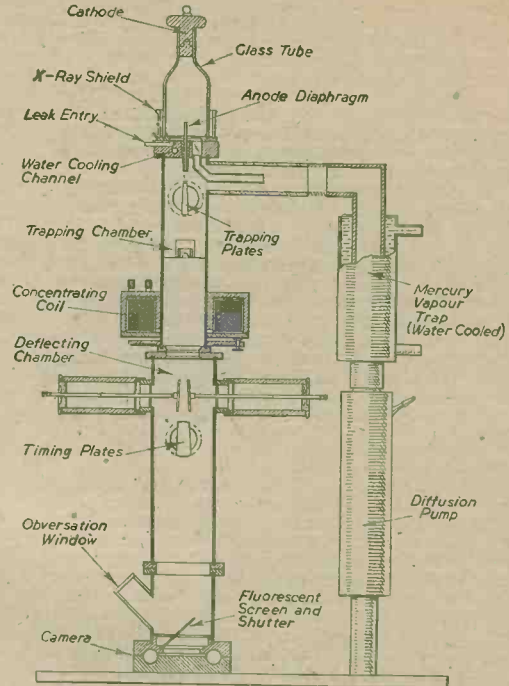 Cathode
Glass Tube
X-Ray Shield
Anode Diaphragm
Leak Entry
Water Cooling
Channel
Trapping Chamber
Trapping
Plates
Mercury
Vapour
Trap
(Water Cooled)
Concentrating
Coil
Deflecting
Chamber
Timing Plates
Diffusion
Pump
Obversation
Window
Fluorescent
Screen and
Shutter
Camera